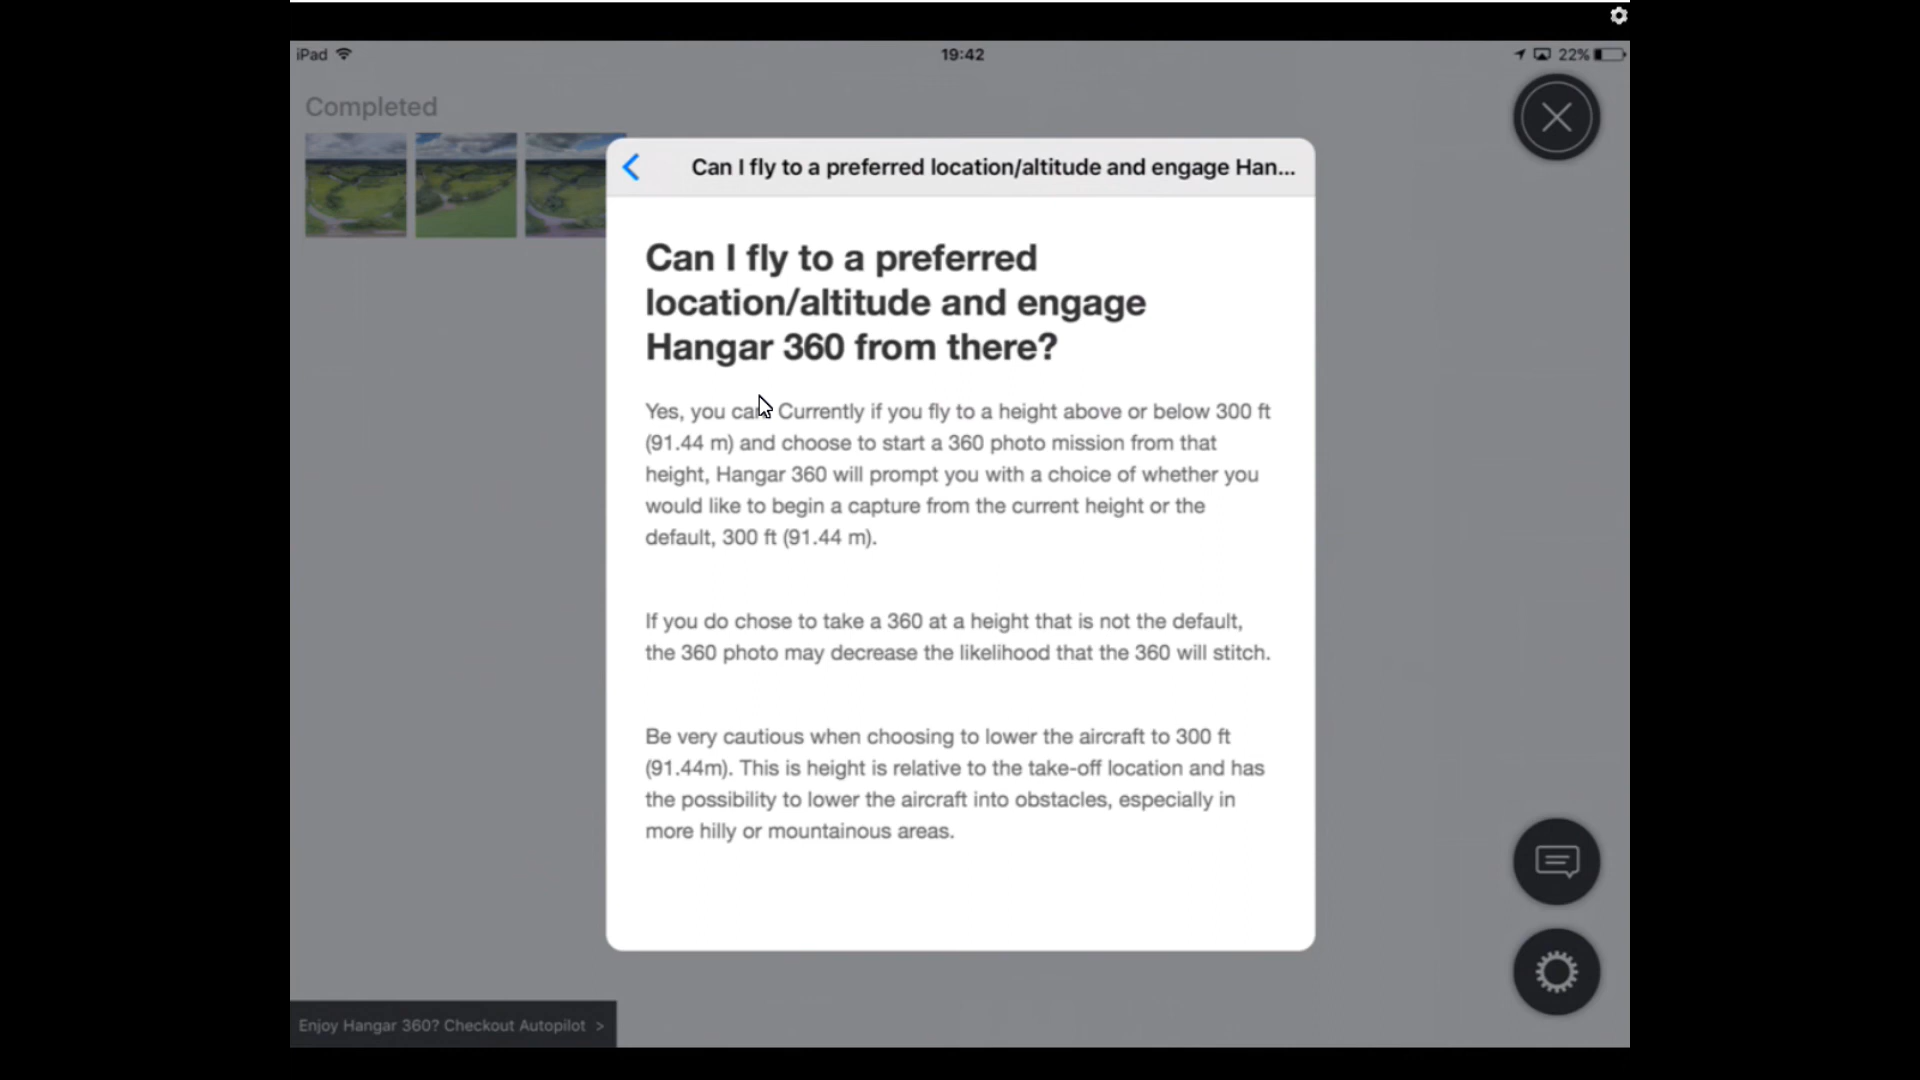 iPad
19:42
22%
Completed
Can I fly to a preferred location/altitude and engage Han...
Can I fly to a preferred
location/altitude and engage
Hangar 360 from there?
Yes, you can. Currently if you fly to a height above or below 300 ft
(91.44 m) and choose to start a 360 photo mission from that
height, Hangar 360 will prompt you with a choice of whether you
would like to begin a capture from the current height or the
default, 300 ft (91.44 m).
If you do chose to take a 360 at a height that is not the default,
the 360 photo may decrease the likelihood that the 360 will stitch.
Be very cautious when choosing to lower the aircraft to 300 ft
(91.44m). This is height is relative to the take-off location and has
the possibility to lower the aircraft into obstacles, especially in
more hilly or mountainous areas.
Enjoy Hangar 360? Checkout Autopilot >